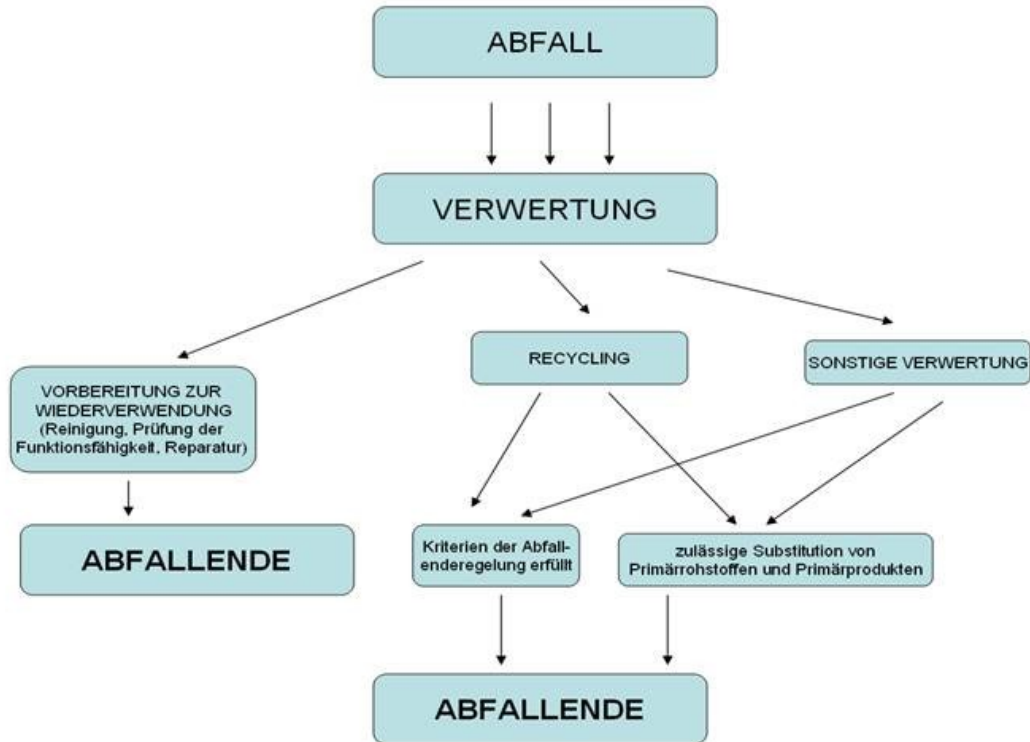 ABFALL
VERWERTUNG
RECYCLING
SONSTIGE VERWERTUNG
VORBEREITUNG ZUR
WIEDERVERWENDUNG
(Reinigung, Prüfung der
Funktionsfähigkeit, Reparatur)
ABFALLENDE
Kriterien der Abfall-
enderegelung erfüllt
zulässige Substitution von
Primärrohstoffen und Primärprodukten
ABFALLENDE